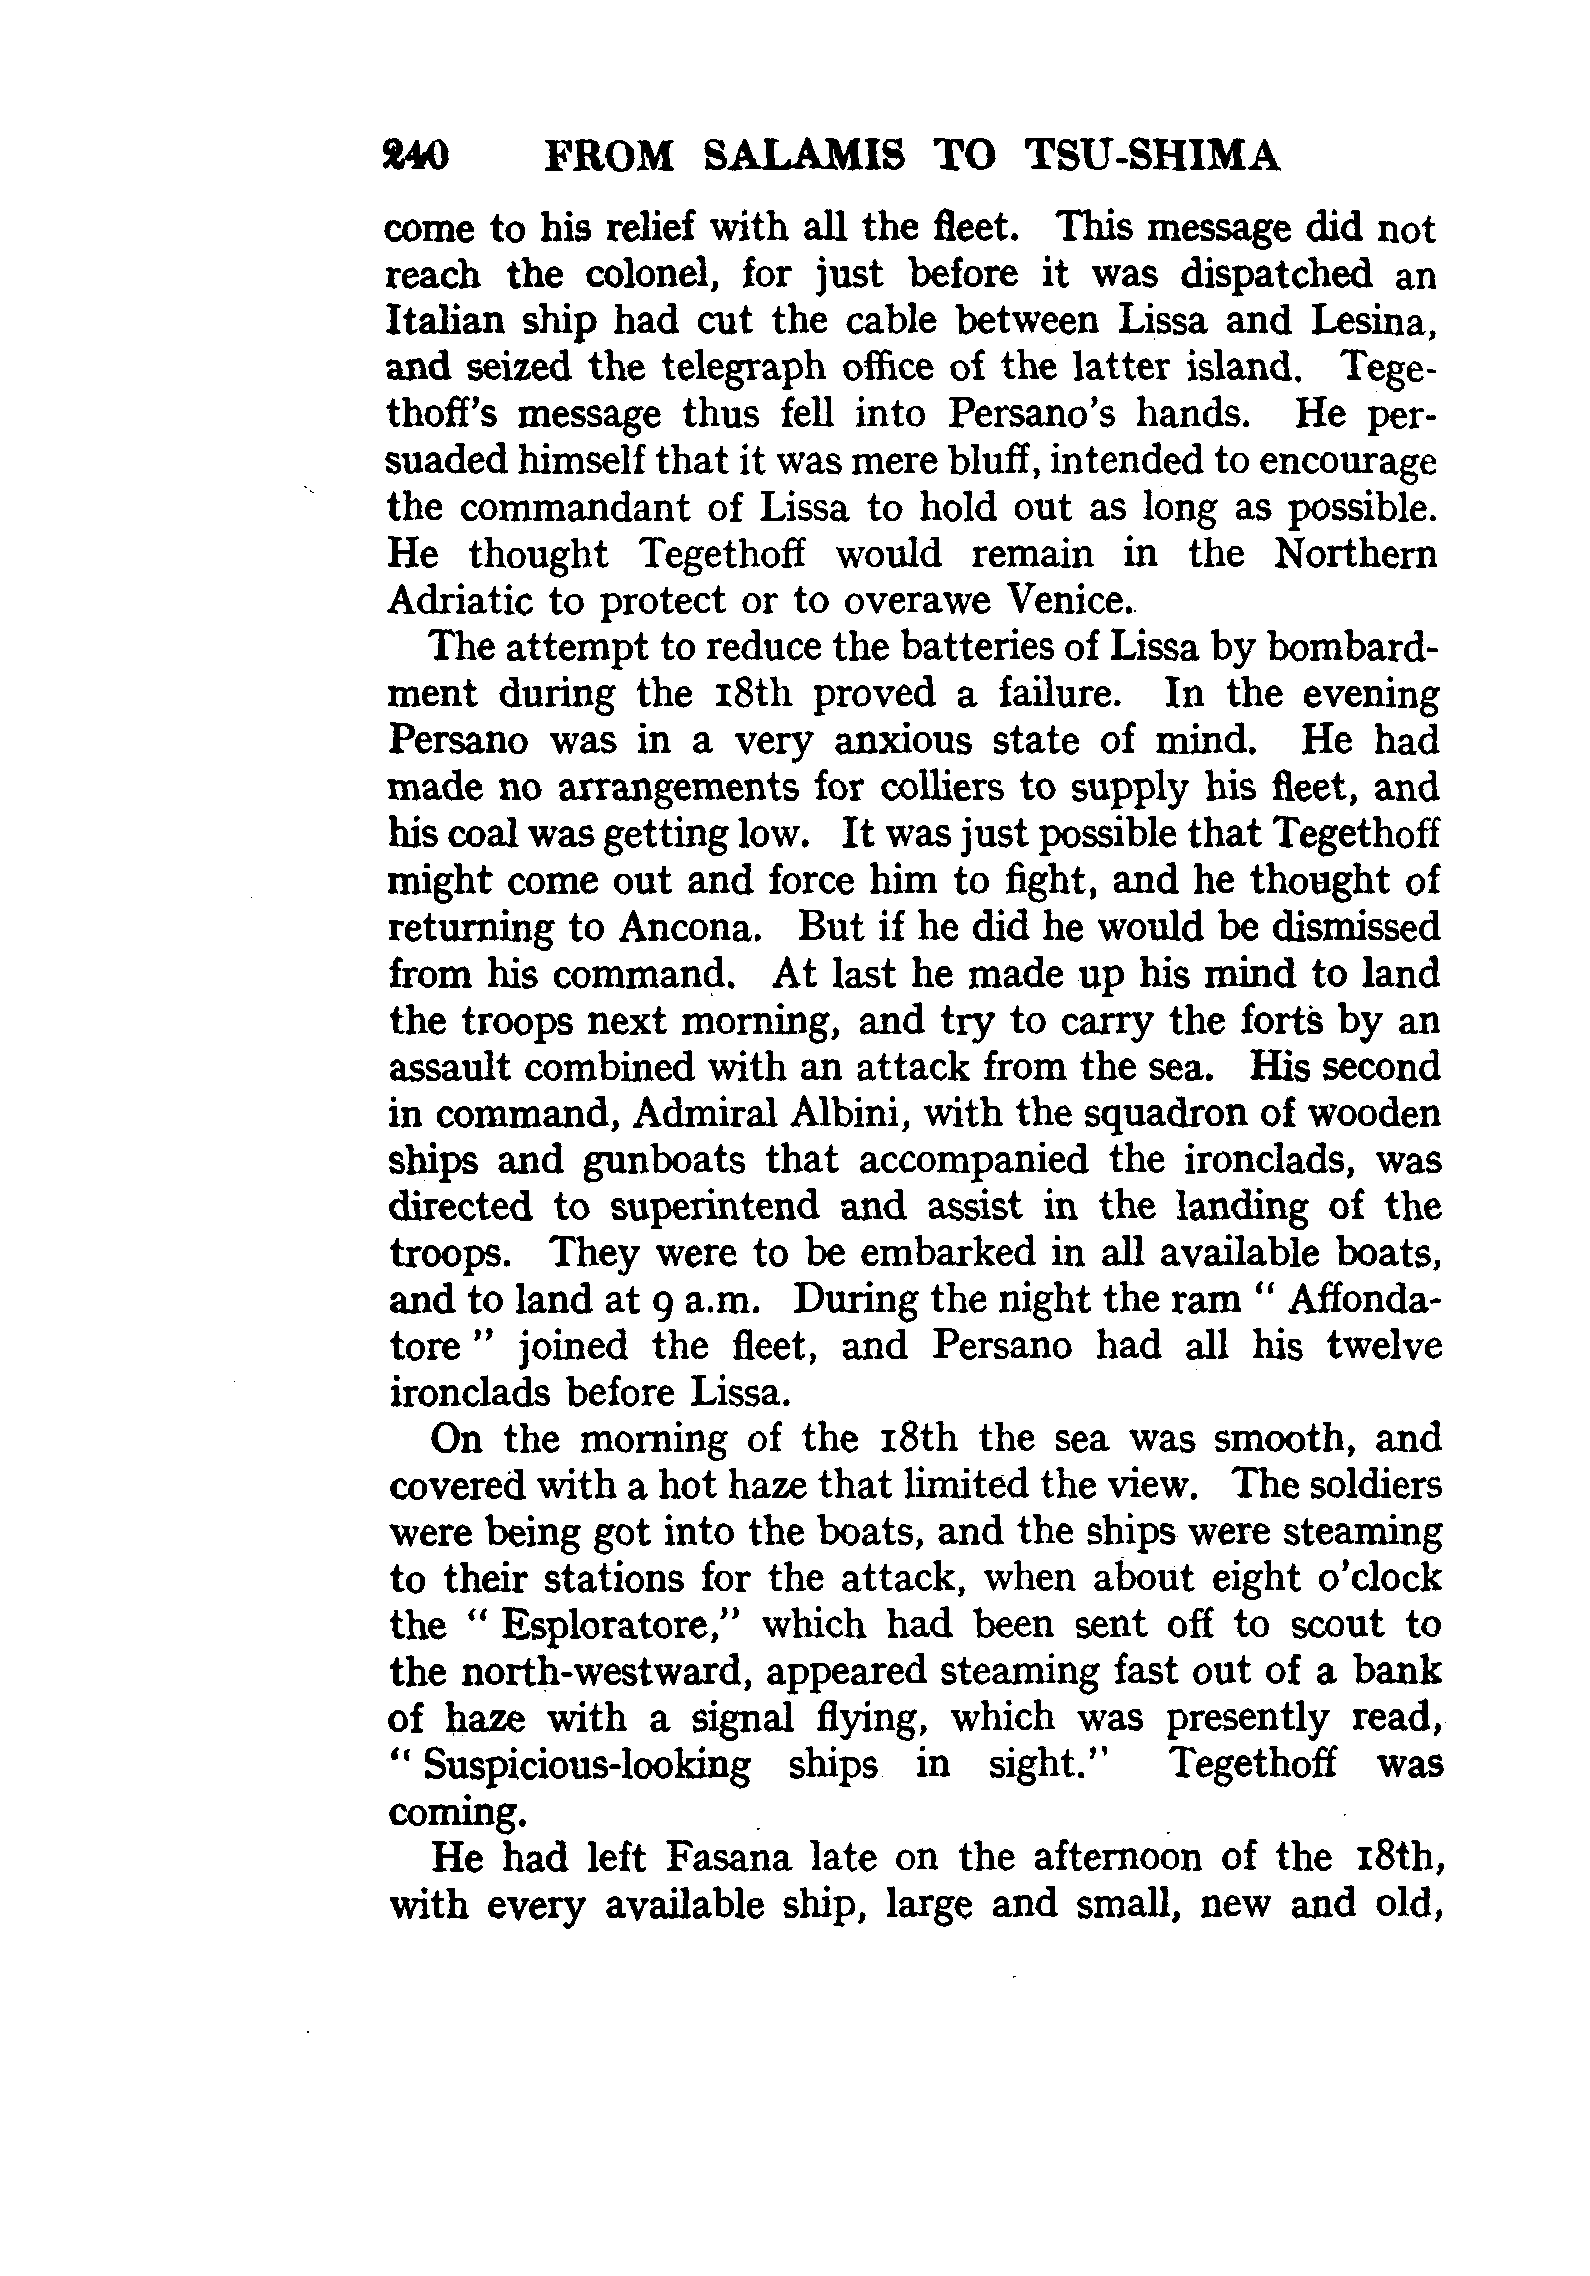 240 FROM SALAMIS TO TSU-SHIMA
come to his relief with all the fleet. This message did not
reach the colonel, for just before it was dispatched an
Italian ship had cut the cable between Lissa and Lesina,
and seized the telegraph office of the latter island. Tege-
thoff's message thus fell into Persano's hands. He per-
suaded himself that it was mere bluff, intended to encourage
the commandant of Lissa to hold out as long as possible.
He thought Tegethoff would remain in the Northern
Adriatic to protect or to overawe Venice.
The attempt to reduce the batteries of Lissa by bombard-
ment during the 18th proved a failure. In the evening
Persano was in a very anxious state of mind. He had
made no arrangements for colliers to supply his fleet, and
his coal was getting low. It was just possible that Tegethoff
might come out and force him to fight, and he thought of
returning to Ancona. But if he did he would be dismissed
from his command. At last he made up his mind to land
the troops next morning, and try to carry the forts by an
assault combined with an attack from the sea. His second
in command, Admiral Albini, with the squadron of wooden
ships and gunboats that accompanied the ironclads, was
directed to superintend and assist in the landing of the
troops. They were to be embarked in all available boats,
and to land at 9 a.m. During the night the ram " Affonda-
tore " joined the fleet, and Persano had all his twelve
ironclads before Lissa.
On the morning of the 18th the sea was smooth, and
covered with a hot haze that limited the view. The soldiers
were being got into the boats, and the ships were steaming
to their stations for the attack, when about eight o'clock
the " Esploratore," which had been sent off to scout to
the north-westward, appeared steaming fast out of a bank
of haze with a signal flying, which was presently read,
" Suspicious-looking ships in sight." Tegethoff was
coming.
He had left Fasana late on the afternoon of the 18th,
with every available ship, large and small, new and old,